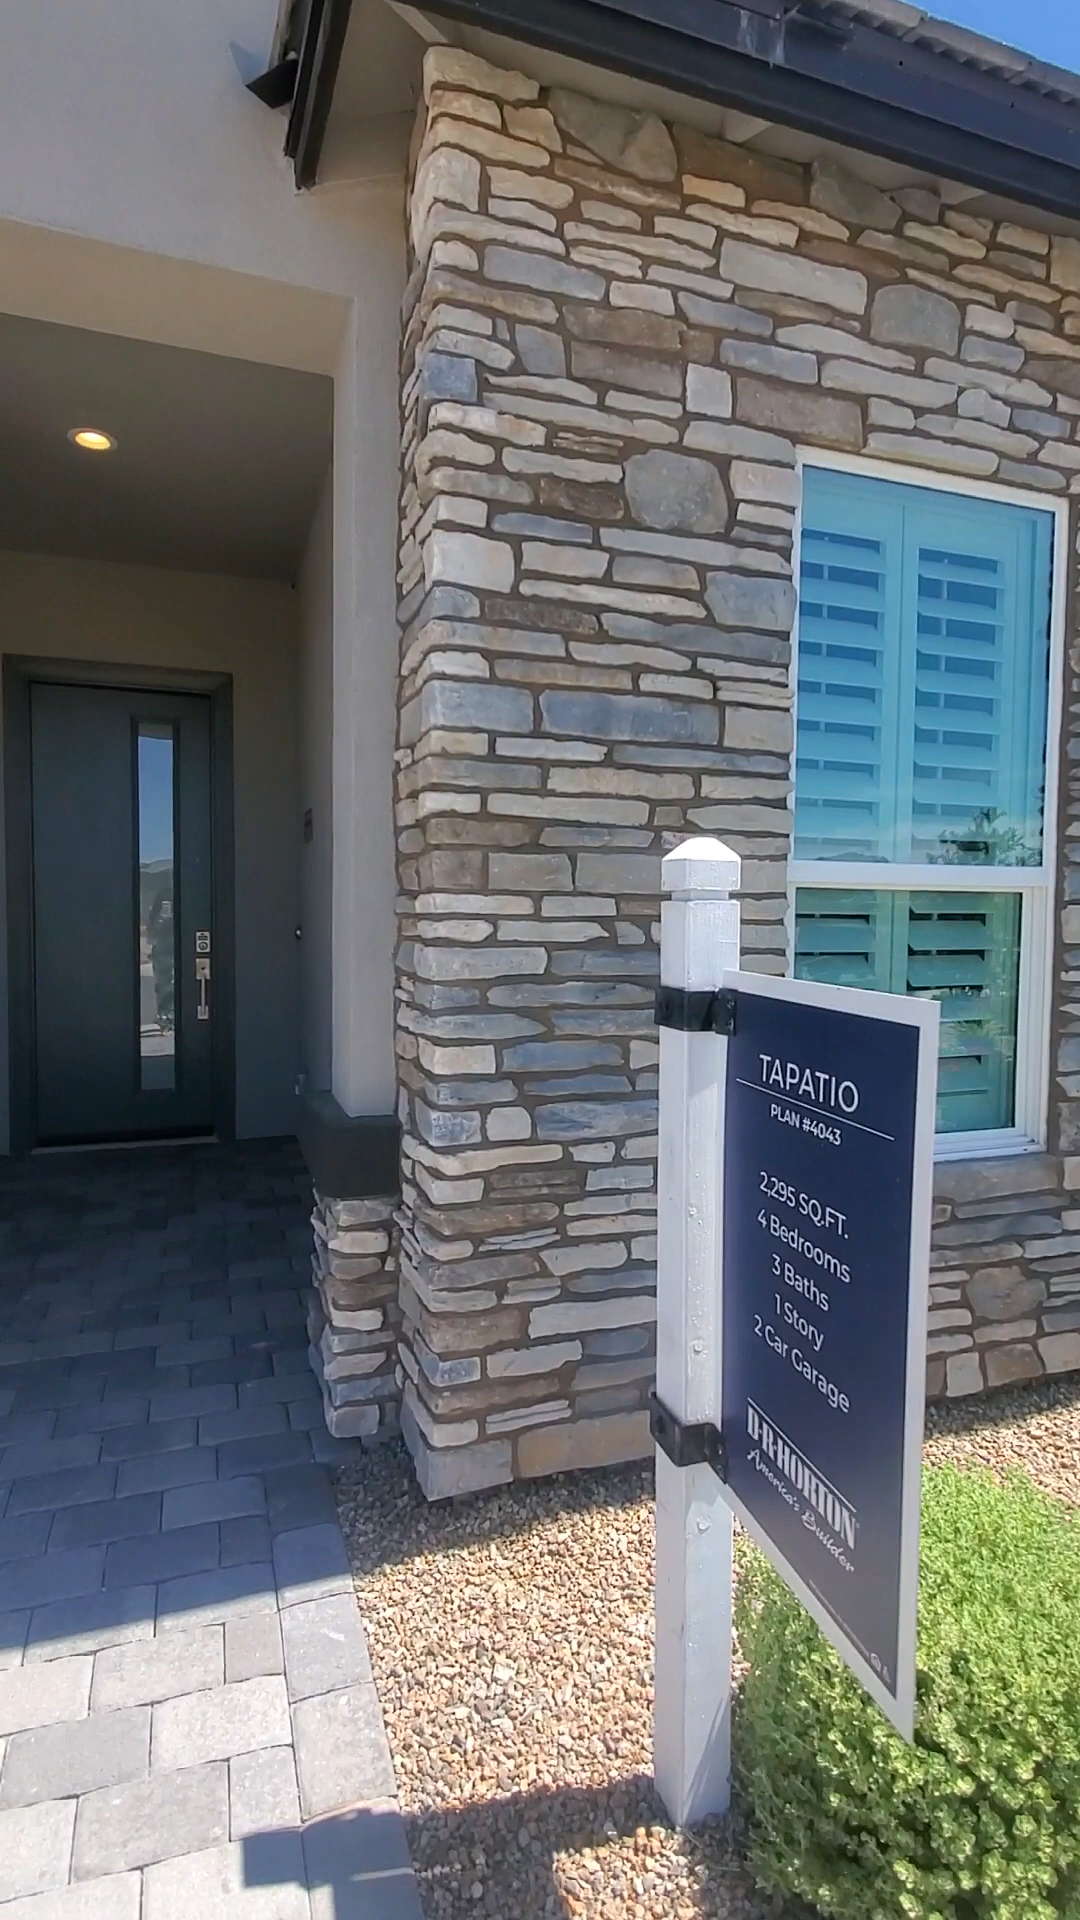 TAPATIO
PLAN #4043
2,295 SQ.FT.
4 Bedrooms
3 Baths
1 Story
2 Car Garage
D·R·HORTON
America's Builder